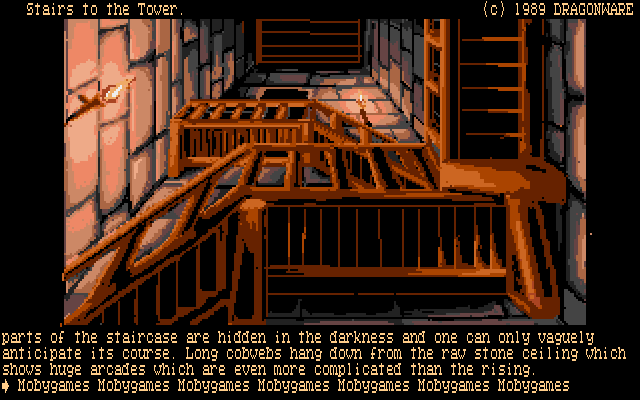 Stairs to the Tower. (c) 1989 DRAGONWARE
parts of the staircase are hidden in the darkness and one can only vaguely
anticipate its course. Long cobwebs hang down from the raw stone ceiling which
shows huge arcades which are even more complicated than the rising.
Mobygames Mobygames Mobygames Mobygames Mobygames Mobygames Mobygames